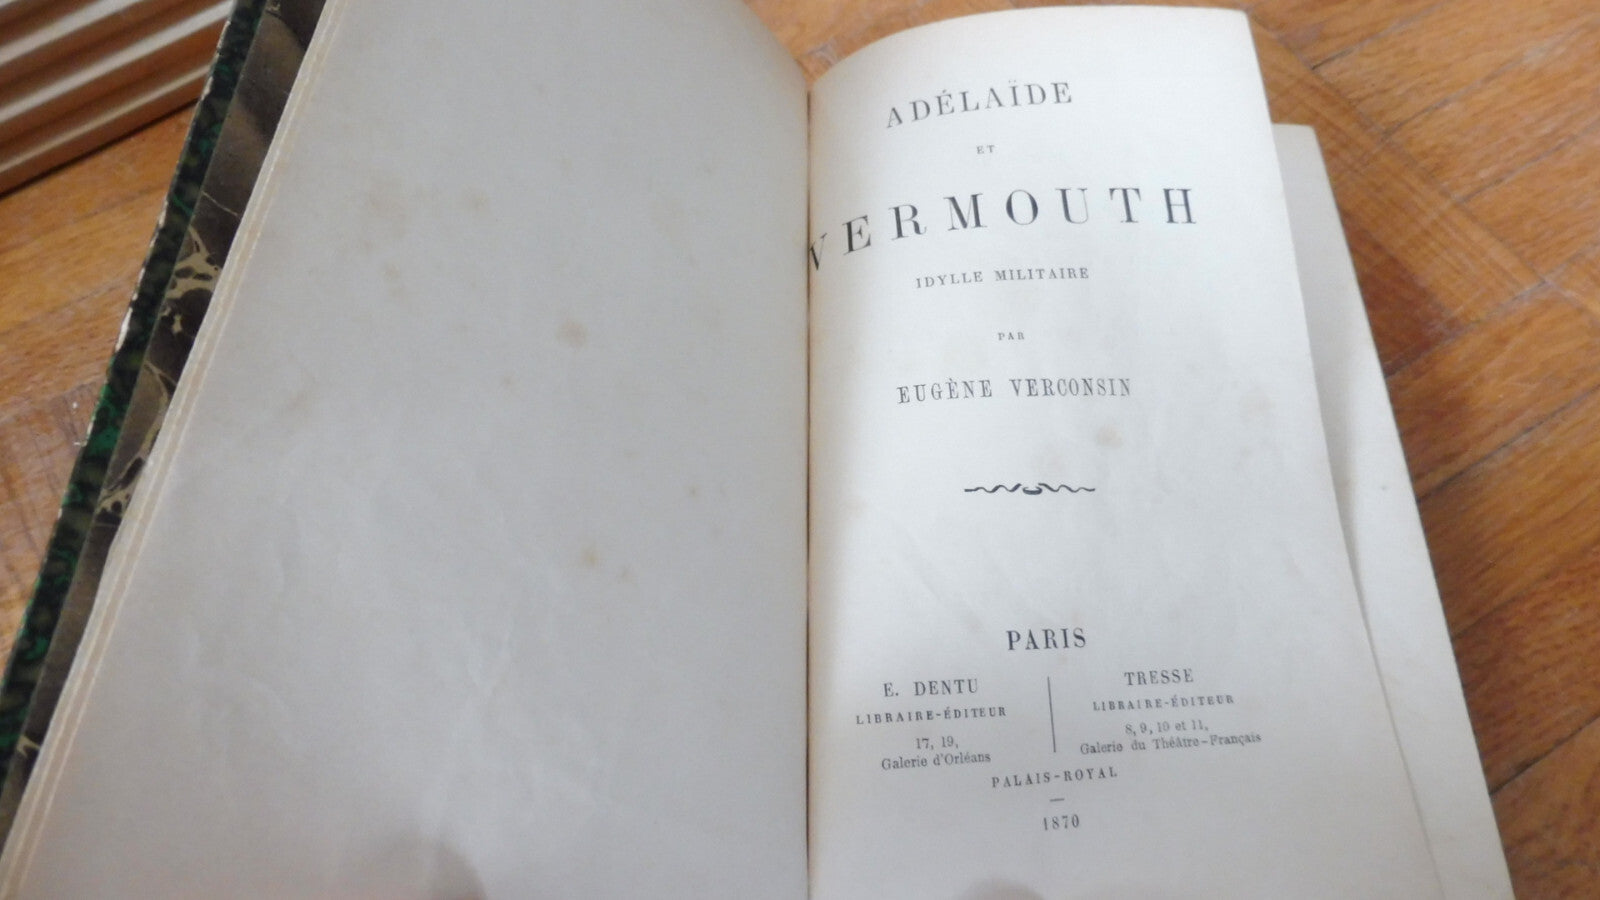 ADÉLAÏDE
ET
VERMOUTH
IDYLLE MILITAIRE
PAR
EUGÈNE VERCONSIN
PARIS
E. DENTU
LIBRAIRE-ÉDITEUR
17, 19,
Galerie d'Orléans
TRESSE
LIBRAIRE-ÉDITEUR
8, 9, 10 et 11,
Galerie du Théâtre-Français
PALAIS-ROYAL
1870